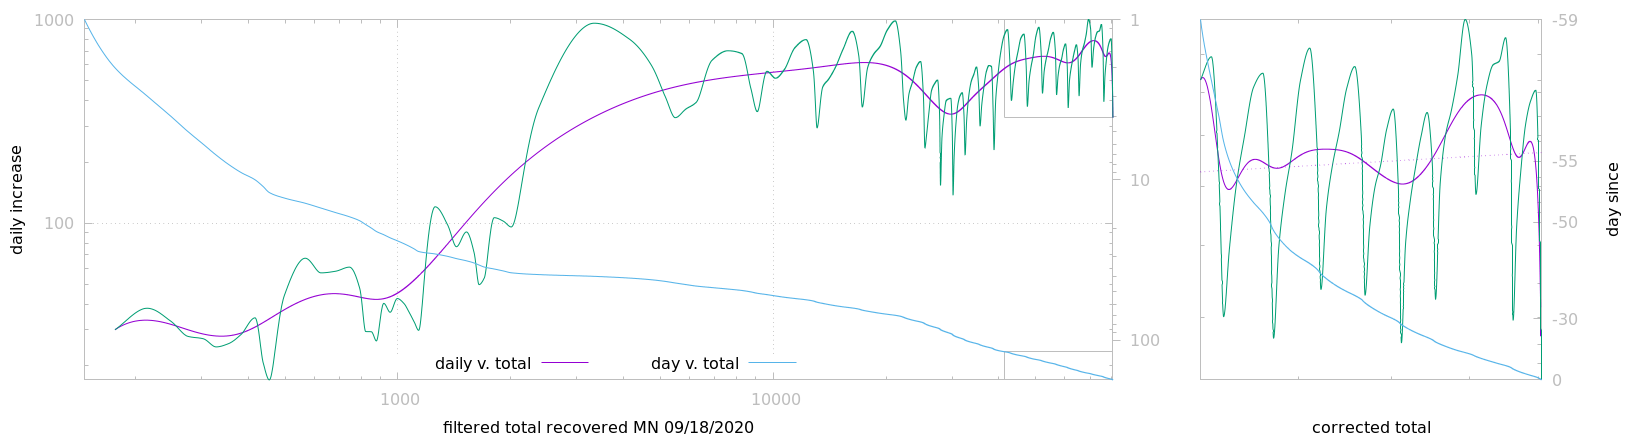 1000
100
daily increase
daily v. total
day v. total
1000
10000
filtered total recovered MN 09/18/2020
1
10
100
-59
-55
-50
-30
0
day since
corrected total